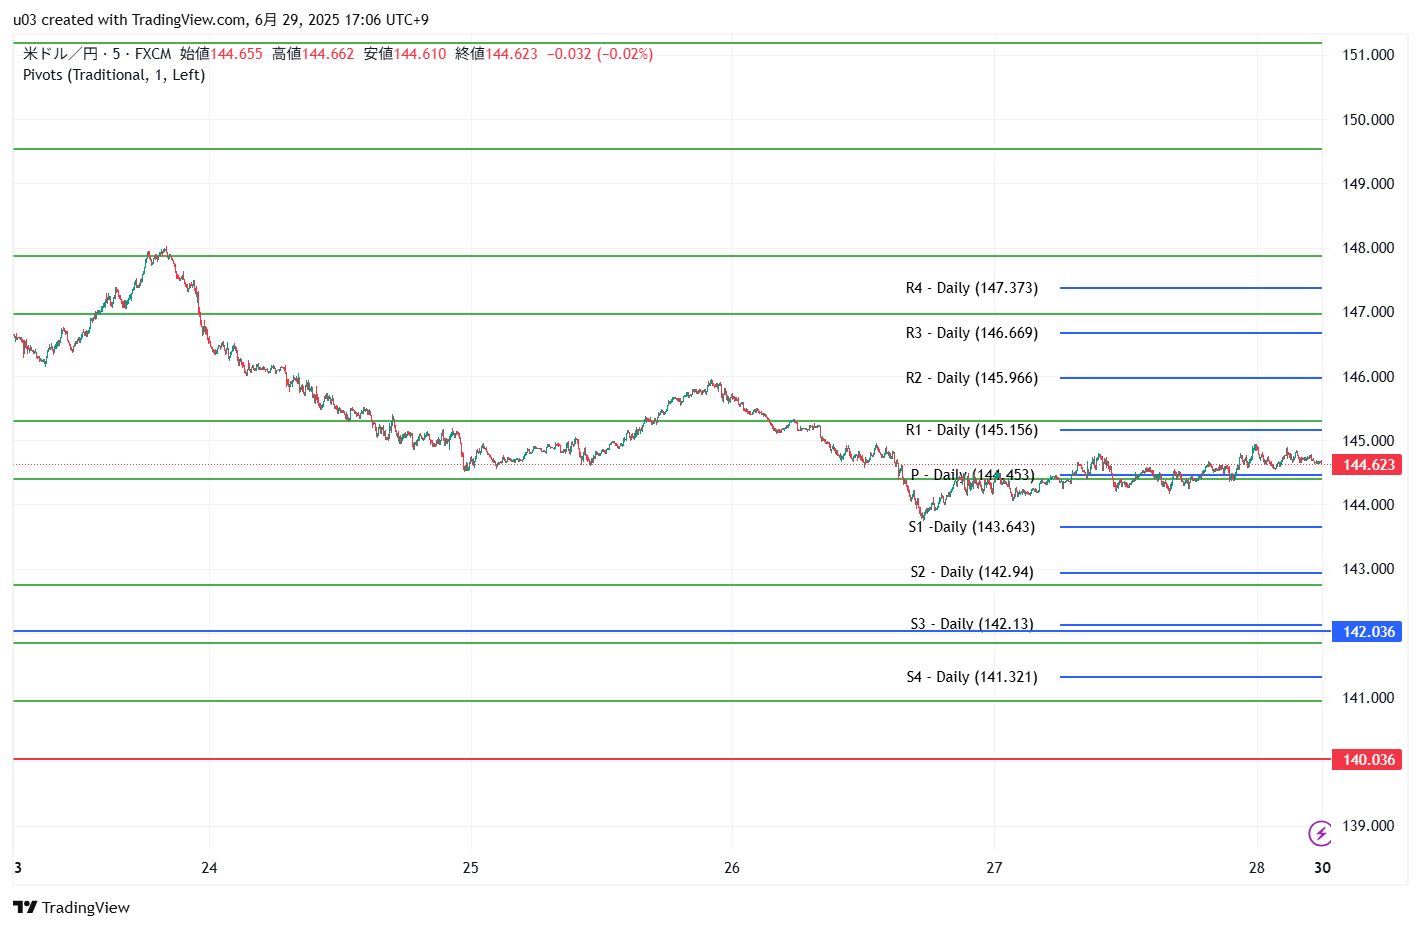 u03 created with TradingView.com, 6月 29, 2025 17:06 UTC+9
米ドル／円 · 5 · FXCM 始値144.655 高値144.662 安値144.610 終値144.623 −0.032 (−0.02%)
Pivots (Traditional, 1, Left)
151.000
150.000
149.000
148.000
R4 - Daily (147.373)
147.000
R3 - Daily (146.669)
R2 - Daily (145.966)
146.000
R1 - Daily (145.156)
145.000
144.623
P - Daily (144.453)
144.000
S1 -Daily (143.643)
143.000
S2 - Daily (142.94)
S3 - Daily (142.13)
142.036
S4 - Daily (141.321)
141.000
140.036
139.000
3 24 25 26 27 28 30
TradingView